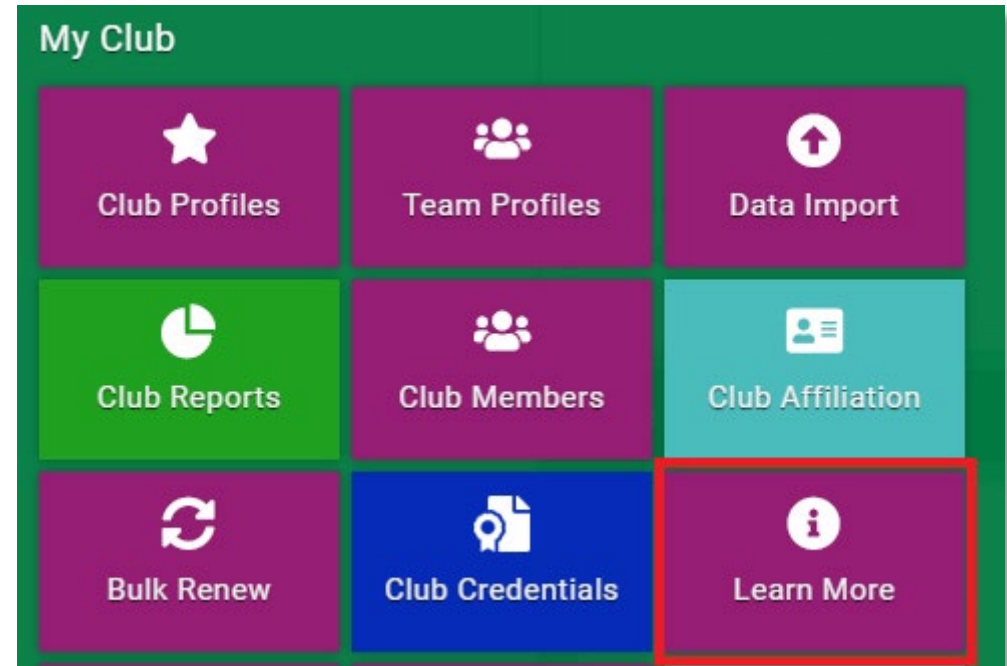 My Club
Club Profiles
Team Profiles
Data Import
Club Reports
Club Members
Club Affiliation
Bulk Renew
Club Credentials
Learn More